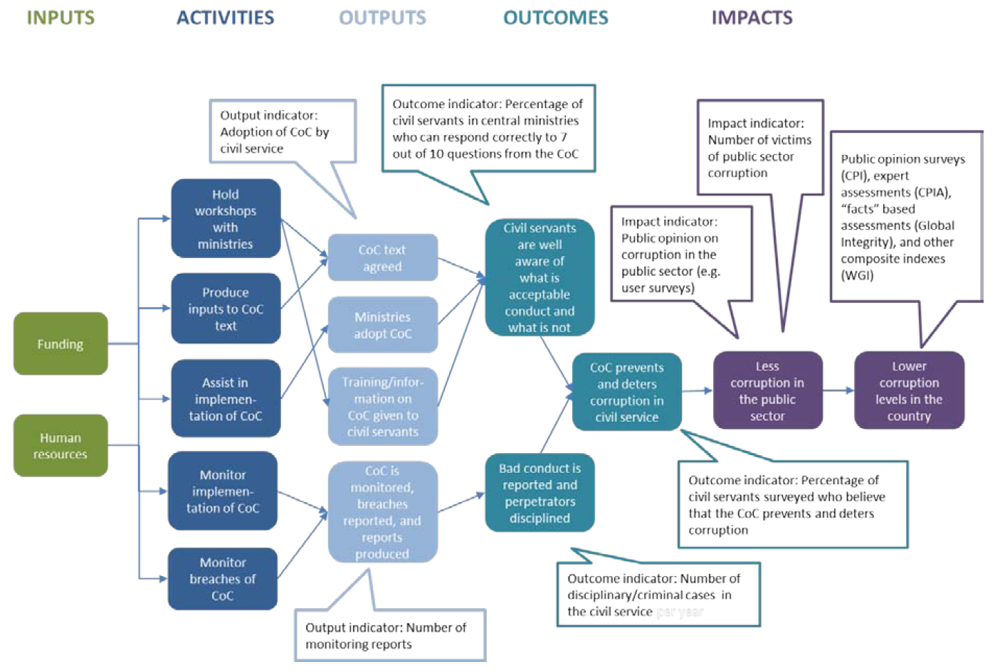 INPUTS
ACTIVITIES
OUTPUTS
OUTCOMES
IMPACTS
Output indicator:
Adoption of CoC by
civil service
Outcome indicator: Percentage of
civil servants in central ministries
who can respond correctly to 7
out of 10 questions from the CoC
Impact indicator:
Number of victims
of public sector
corruption
Public opinion surveys
(CPI), expert
assessments (CPIA),
“facts” based
assessments (Global
Integrity), and other
composite indexes
(WGI)
Impact indicator:
Public opinion on
corruption in the
public sector (e.g.
user surveys)
Funding
Human
resources
Hold
workshops
with
ministries
Produce
inputs to CoC
text
Assist in
implemen-
tation of CoC
Monitor
implemen-
tation of CoC
Monitor
breaches of
CoC
CoC text
agreed
Ministries
adopt CoC
Training/infor-
mation on
CoC given to
civil servants
CoC is
monitored,
breaches
reported, and
reports
produced
Civil servants
are well
aware of
what is
acceptable
conduct and
what is not
Bad conduct is
reported and
perpetrators
disciplined
CoC prevents
and deters
corruption in
civil service
Less
corruption in
the public
sector
Lower
corruption
levels in the
country
Outcome indicator: Percentage of
civil servants surveyed who believe
that the CoC prevents and deters
corruption
Outcome indicator: Number of
disciplinary/criminal cases in
the civil service per year
Output indicator: Number of
monitoring reports